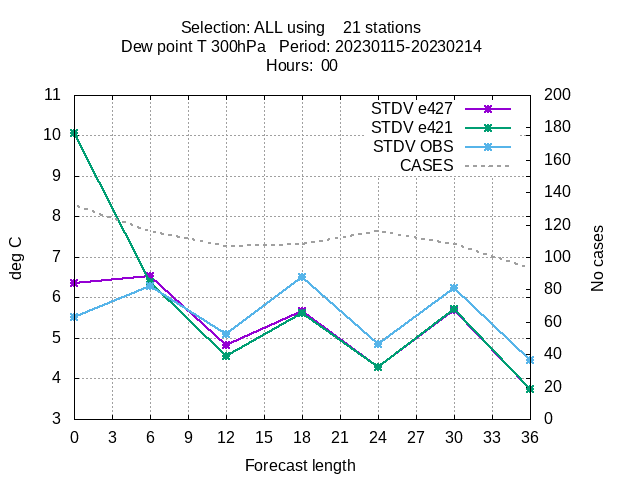 Selection: ALL using    21 stations
Dew point T 300hPa   Period: 20230115-20230214
Hours:  00
STDV e427
STDV e421
STDV OBS
CASES
deg C
11
10
9
8
7
6
5
4
3
No cases
200
180
160
140
120
100
80
60
40
20
0
0 3 6 9 12 15 18 21 24 27 30 33 36
Forecast length